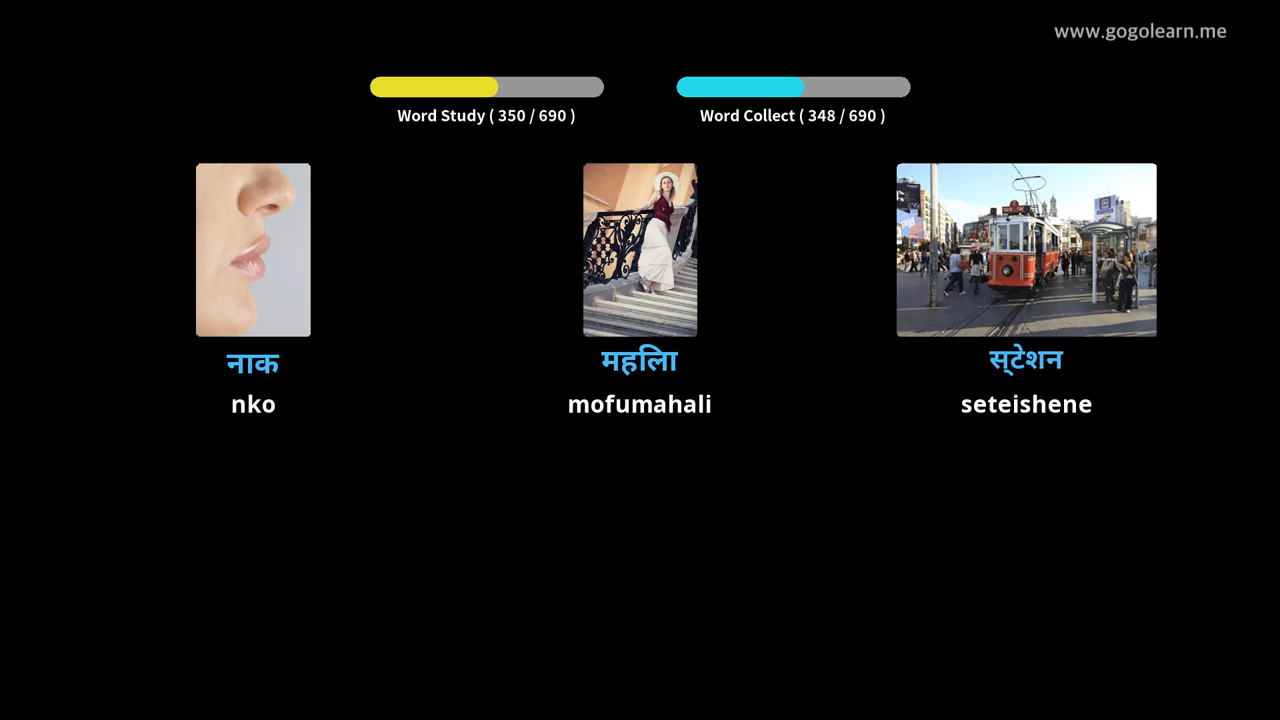 www.gogolearn.me
Word Study ( 350 / 690 )
Word Collect ( 348 / 690 )
नाक
महिला
स्टेशन
nko
mofumahali
seteishene